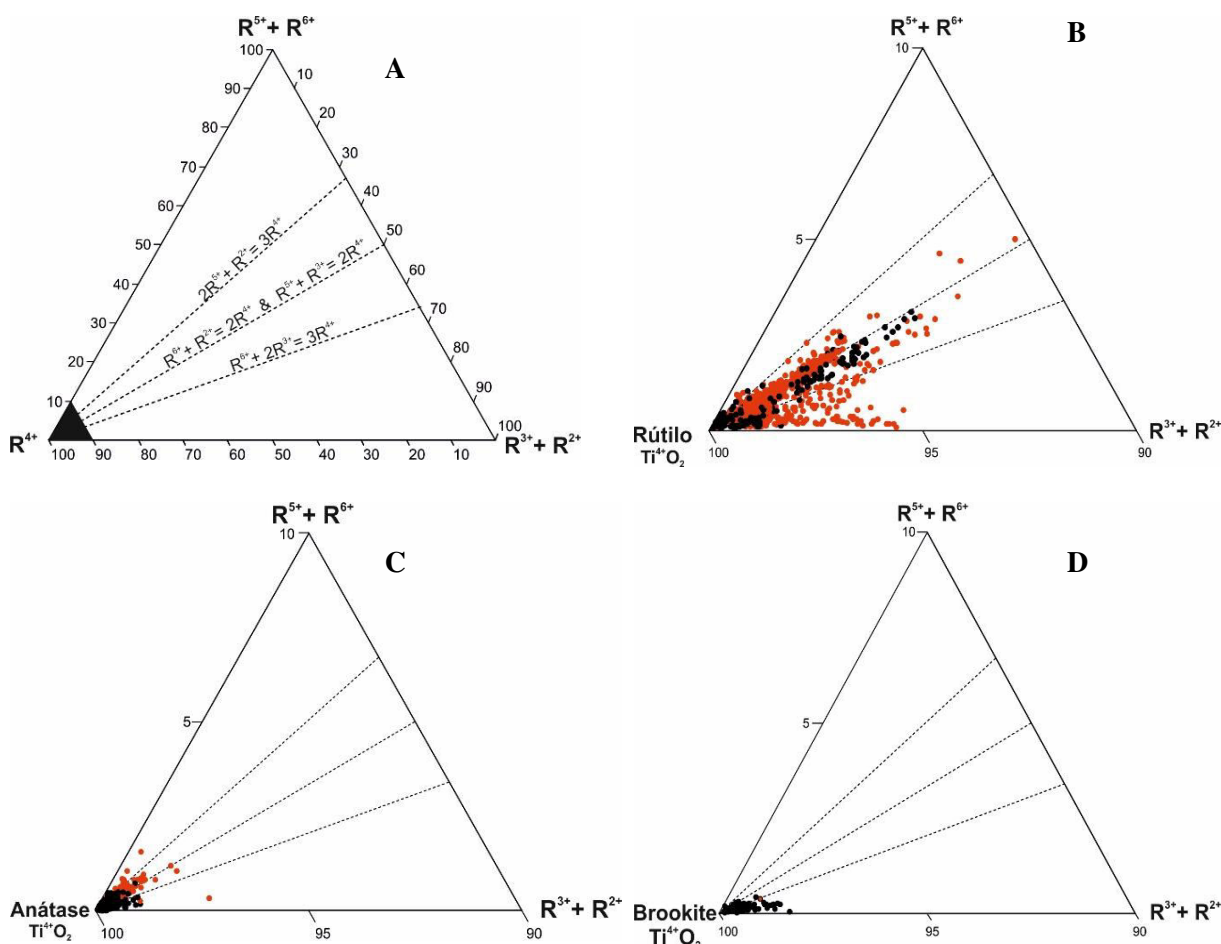 R⁵⁺+ R⁶⁺
A
100
90
80
70
60
50
40
30
20
10
10
20
30
40
50
60
70
80
90
100
2R⁵⁺ + R²⁺ = 3R⁴⁺
R⁶⁺ + R²⁺ = 2R⁴⁺ & R⁵⁺ + R³⁺ = 2R⁴⁺
R⁶⁺ + 2R³⁺ = 3R⁴⁺
R⁴⁺
R³⁺+ R²⁺
100 90 80 70 60 50 40 30 20 10
R⁵⁺+ R⁶⁺
B
10
5
Rútilo
Ti⁴⁺O₂
R³⁺+ R²⁺
100 95 90
R⁵⁺+ R⁶⁺
C
10
5
Anátase
Ti⁴⁺O₂
R³⁺+ R²⁺
100 95 90
R⁵⁺+ R⁶⁺
D
10
5
Brookite
Ti⁴⁺O₂
R³⁺+ R²⁺
100 95 90